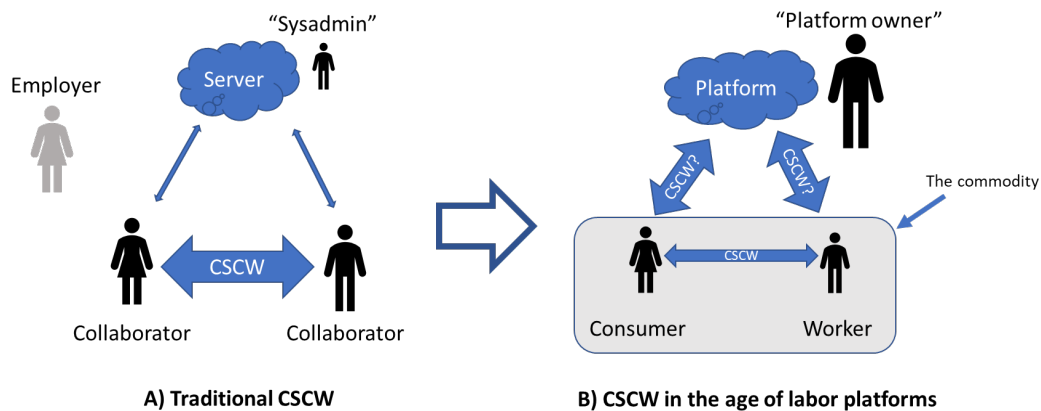 “Sysadmin”
Employer
Server
CSCW
Collaborator
Collaborator
A) Traditional CSCW
“Platform owner”
Platform
CSCW?
CSCW?
The commodity
CSCW
Consumer
Worker
B) CSCW in the age of labor platforms